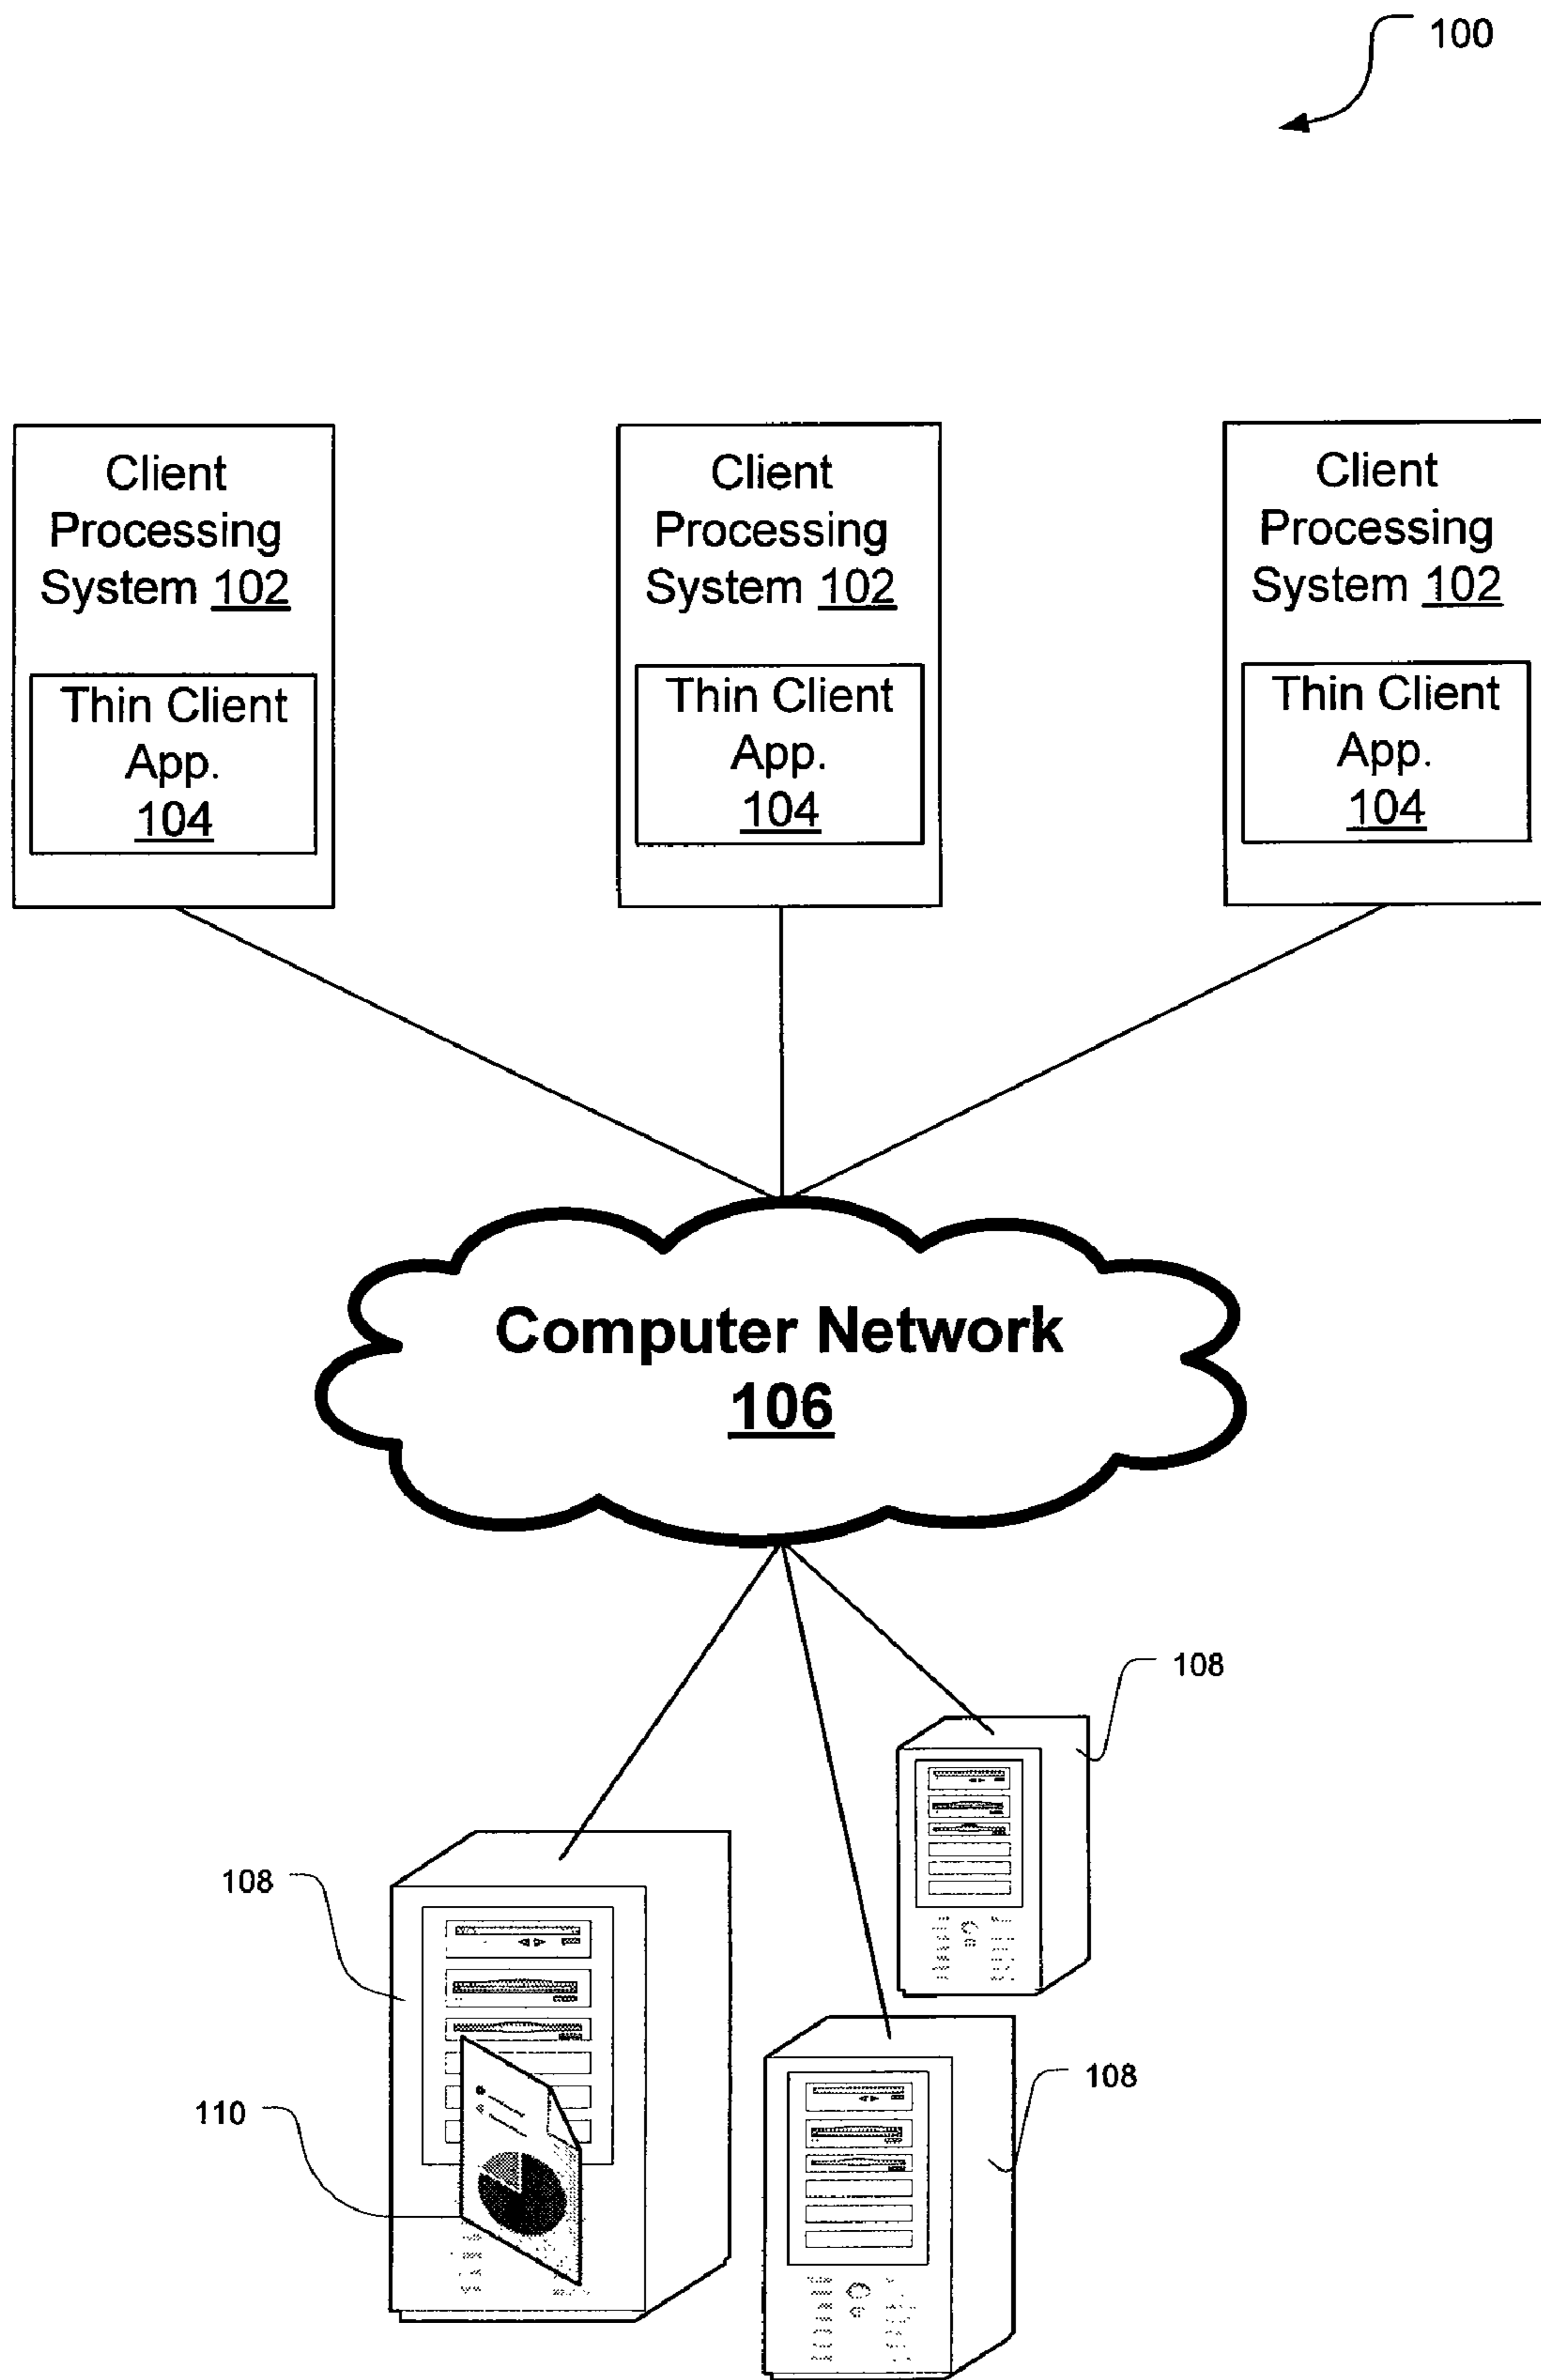 100
Client
Processing
System 102
Thin Client
App.
104
Client
Processing
System 102
Thin Client
App.
104
Client
Processing
System 102
Thin Client
App.
104
Computer Network
106
108
108
108
110